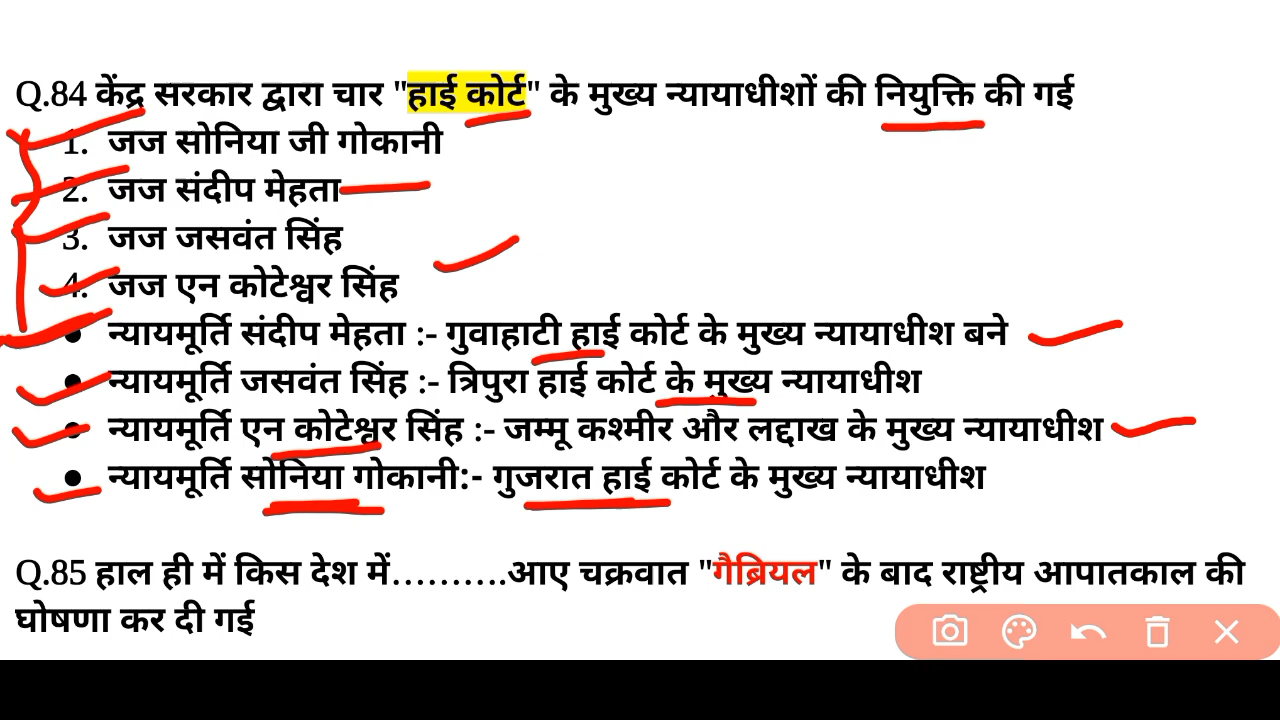 Q.84 केंद्र सरकार द्वारा चार "हाई कोर्ट" के मुख्य न्यायाधीशों की नियुक्ति की गई
1. जज सोनिया जी गोकानी
2. जज संदीप मेहता
3. जज जसवंत सिंह
4. जज एन कोटेश्वर सिंह
● न्यायमूर्ति संदीप मेहता :- गुवाहाटी हाई कोर्ट के मुख्य न्यायाधीश बने
● न्यायमूर्ति जसवंत सिंह :- त्रिपुरा हाई कोर्ट के मुख्य न्यायाधीश
● न्यायमूर्ति एन कोटेश्वर सिंह :- जम्मू कश्मीर और लद्दाख के मुख्य न्यायाधीश
● न्यायमूर्ति सोनिया गोकानी:- गुजरात हाई कोर्ट के मुख्य न्यायाधीश
Q.85 हाल ही में किस देश में……….आए चक्रवात "गैब्रियल" के बाद राष्ट्रीय आपातकाल की
घोषणा कर दी गई